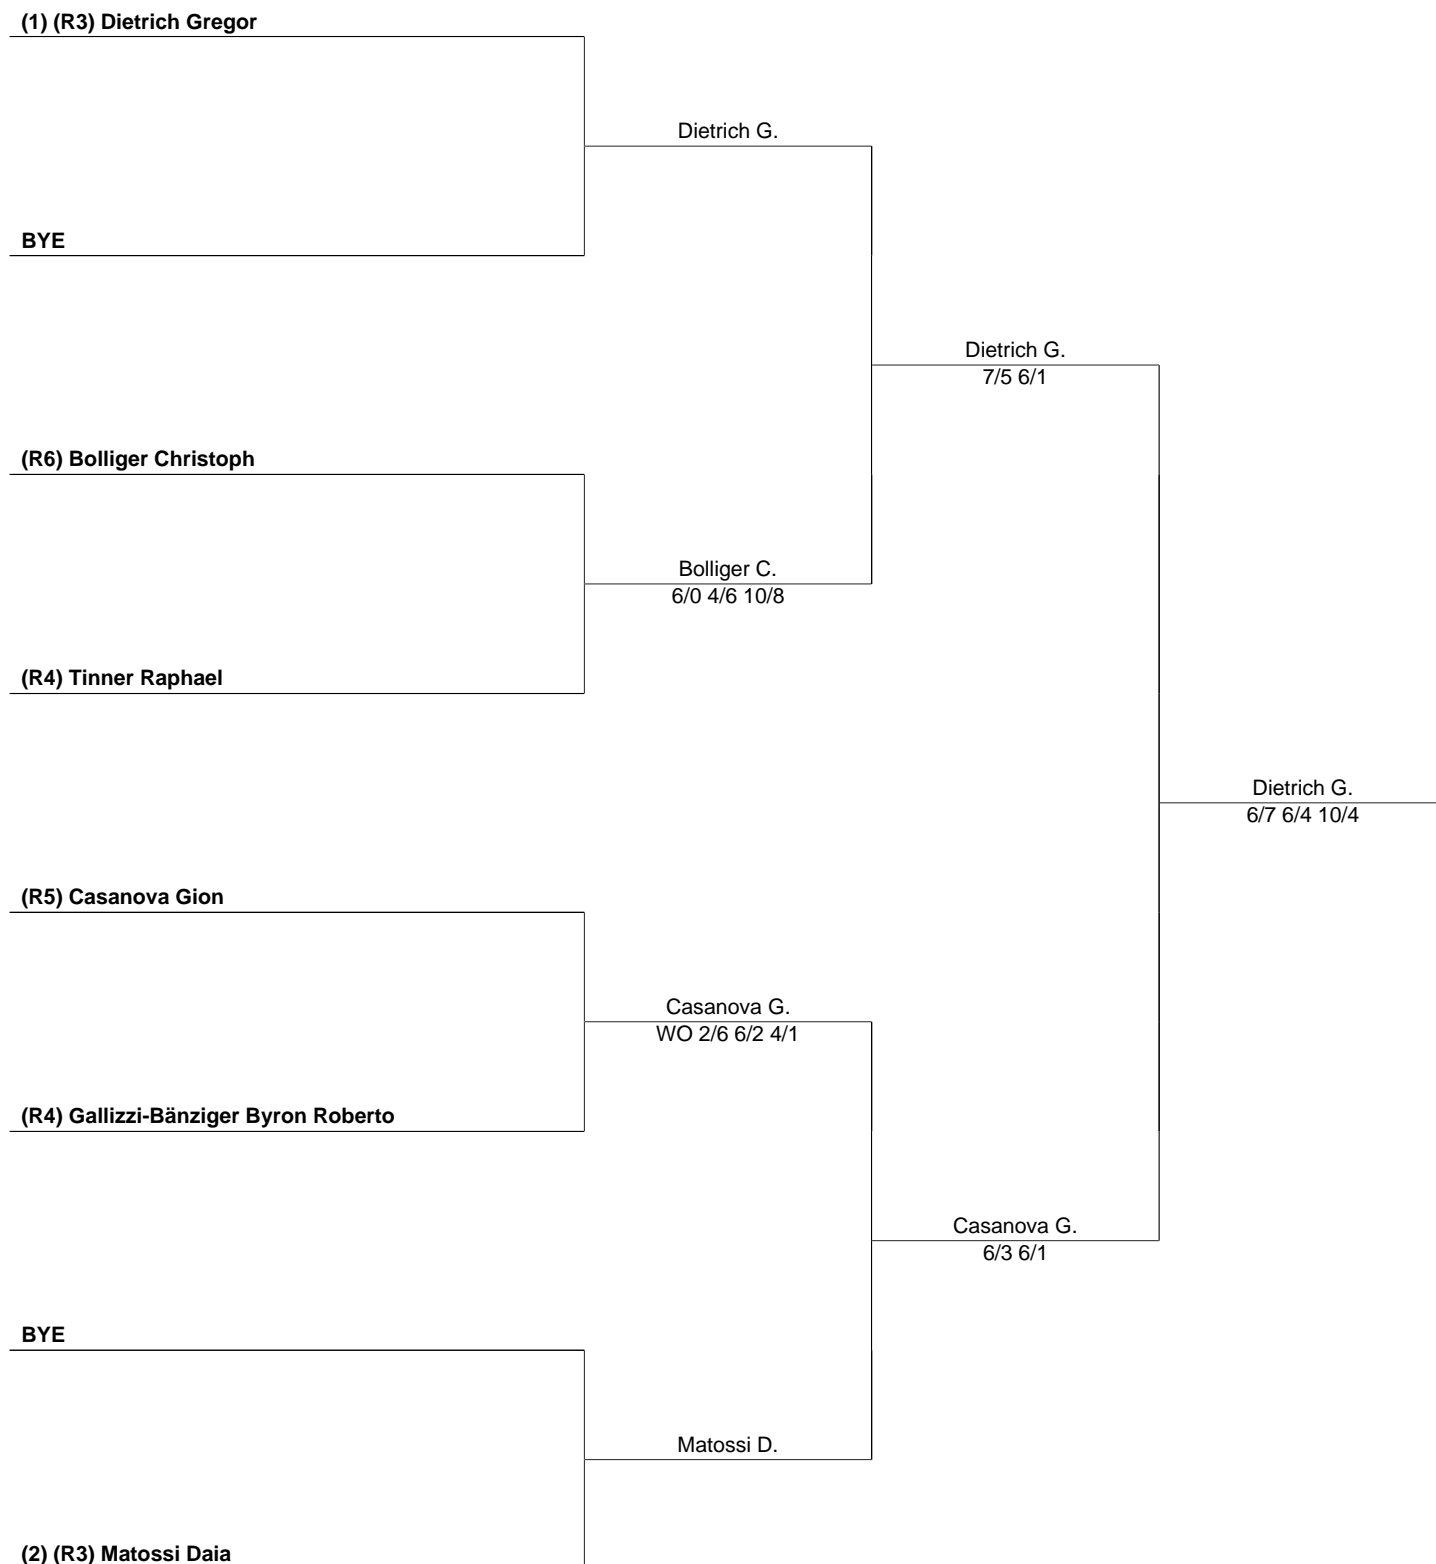 (1) (R3) Dietrich Gregor
Dietrich G.
BYE
Dietrich G.
7/5 6/1
(R6) Bolliger Christoph
Bolliger C.
6/0 4/6 10/8
(R4) Tinner Raphael
Dietrich G.
6/7 6/4 10/4
(R5) Casanova Gion
Casanova G.
WO 2/6 6/2 4/1
(R4) Gallizzi-Bänziger Byron Roberto
Casanova G.
6/3 6/1
BYE
Matossi D.
(2) (R3) Matossi Daia